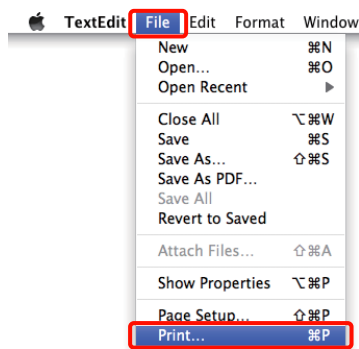 TextEdit File Edit Format Window
New ⌘N
Open... ⌘O
Open Recent ▶
Close All ⌥⌘W
Save ⌘S
Save As... ⇧⌘S
Save As PDF...
Save All
Revert to Saved
Attach Files... ⇧⌘A
Show Properties ⌥⌘P
Page Setup... ⇧⌘P
Print... ⌘P